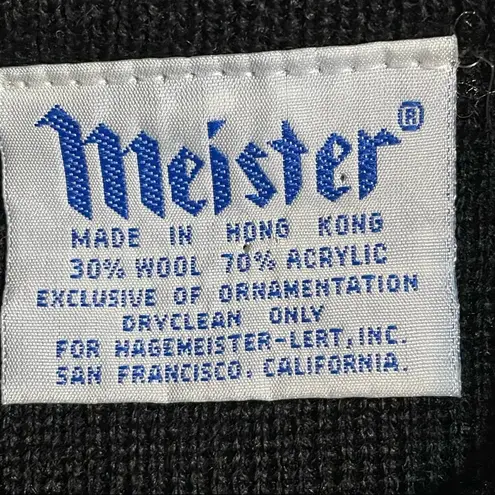 Meister®
MADE IN HONG KONG
30% WOOL 70% ACRYLIC
EXCLUSIVE OF ORNAMENTATION
DRYCLEAN ONLY
FOR HAGEMEISTER-LERT, INC.
SAN FRANCISCO, CALIFORNIA.